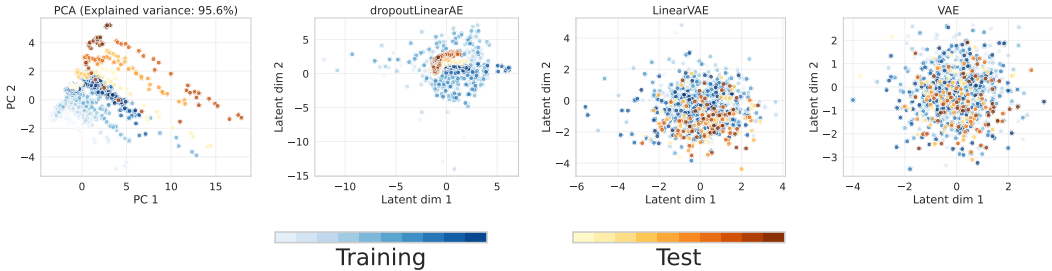 PCA (Explained variance: 95.6%)
PC 2
4
2
0
−2
−4
0
5
10
15
PC 1
dropoutLinearAE
Latent dim 2
5
0
−5
−10
−15
−10
−5
0
5
Latent dim 1
LinearVAE
Latent dim 2
4
2
0
−2
−4
−6
−4
−2
0
2
4
Latent dim 1
VAE
Latent dim 2
2
1
0
−1
−2
−3
−4
−2
0
2
Latent dim 1
Training
Test